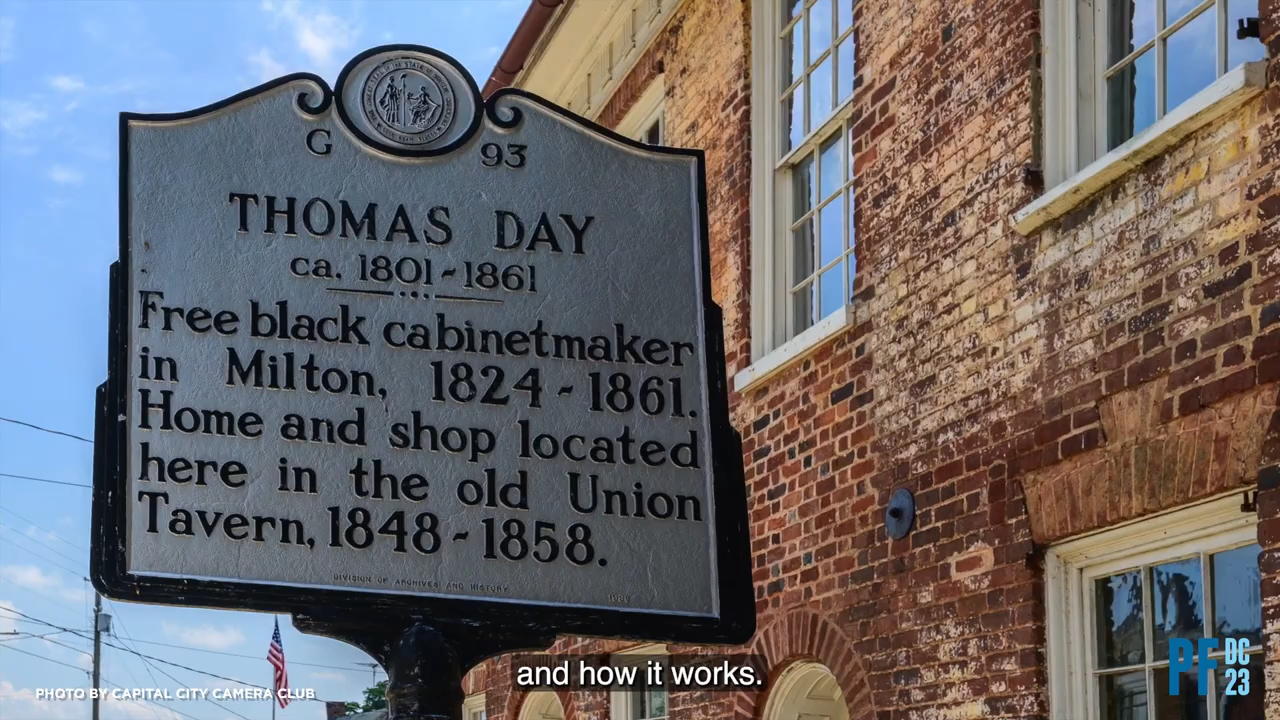 G 93
THOMAS DAY
ca. 1801-1861
Free black cabinetmaker
in Milton, 1824-1861.
Home and shop located
here in the old Union
Tavern, 1848-1858.
DIVISION OF ARCHIVES AND HISTORY
and how it works.
PHOTO BY CAPITAL CITY CAMERA CLUB
PF DC
23